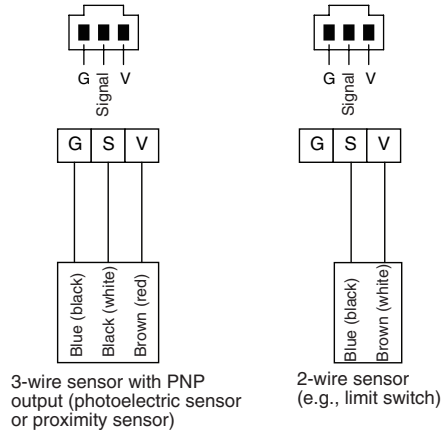 G Signal V
G Signal V
G S V
G S V
Blue (black)
Black (white)
Brown (red)
Blue (black)
Brown (white)
3-wire sensor with PNP
output (photoelectric sensor
or proximity sensor)
2-wire sensor
(e.g., limit switch)